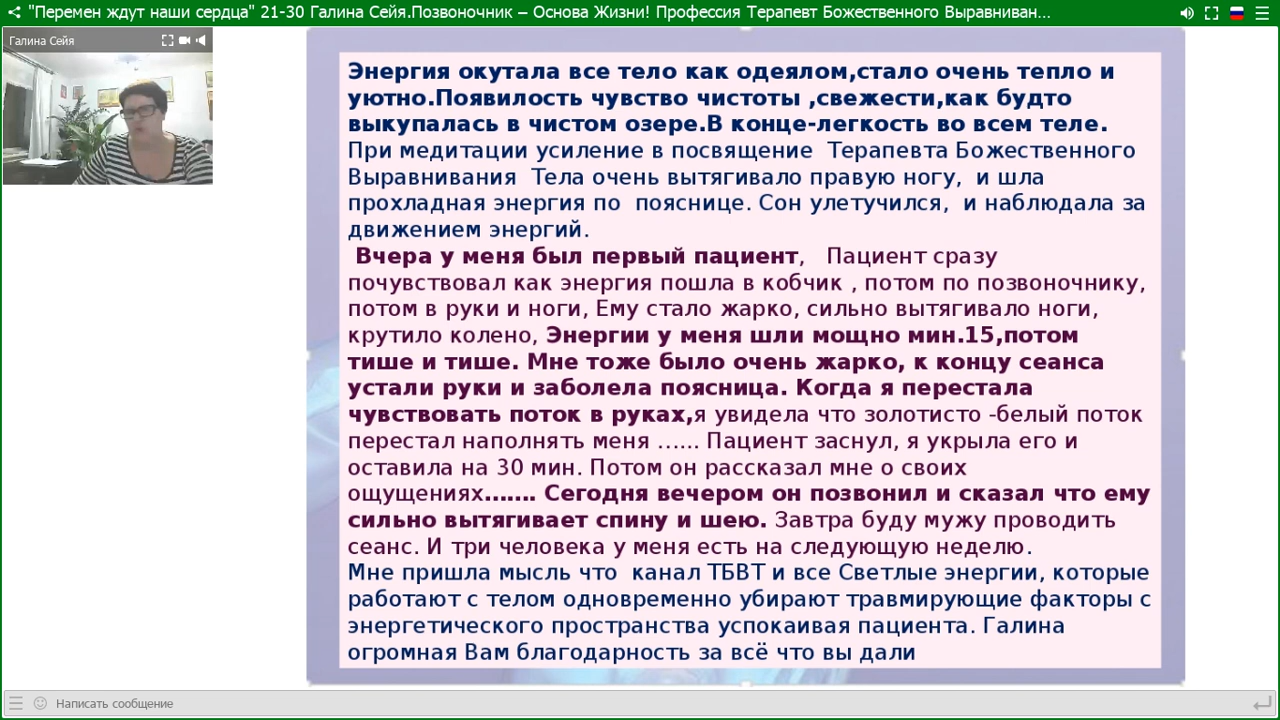 "Перемен ждут наши сердца" 21-30 Галина Сейя.Позвоночник – Основа Жизни! Профессия Терапевт Божественного Выравниван...
Галина Сейя
Энергия окутала все тело как одеялом,стало очень тепло и
уютно.Появилость чувство чистоты ,свежести,как будто
выкупалась в чистом озере.В конце-легкость во всем теле.
При медитации усиление в посвящение Терапевта Божественного
Выравнивания Тела очень вытягивало правую ногу, и шла
прохладная энергия по пояснице. Сон улетучился, и наблюдала за
движением энергий.
Вчера у меня был первый пациент, Пациент сразу
почувствовал как энергия пошла в кобчик , потом по позвоночнику,
потом в руки и ноги, Ему стало жарко, сильно вытягивало ноги,
крутило колено, Энергии у меня шли мощно мин.15,потом
тише и тише. Мне тоже было очень жарко, к концу сеанса
устали руки и заболела поясница. Когда я перестала
чувствовать поток в руках,я увидела что золотисто -белый поток
перестал наполнять меня …... Пациент заснул, я укрыла его и
оставила на 30 мин. Потом он рассказал мне о своих
ощущениях……. Сегодня вечером он позвонил и сказал что ему
сильно вытягивает спину и шею. Завтра буду мужу проводить
сеанс. И три человека у меня есть на следующую неделю.
Мне пришла мысль что канал ТБВТ и все Светлые энергии, которые
работают с телом одновременно убирают травмирующие факторы с
энергетического пространства успокаивая пациента. Галина
огромная Вам благодарность за всё что вы дали
Написать сообщение